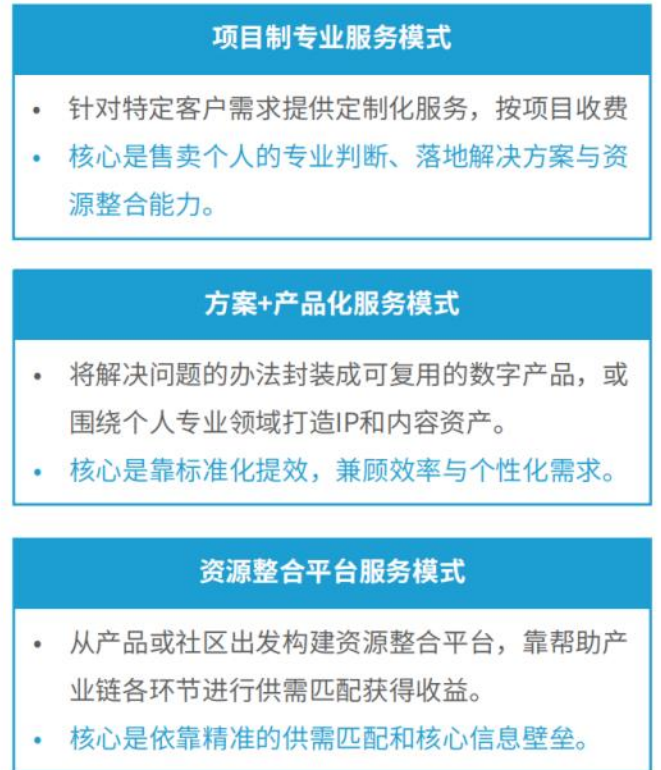 项目制专业服务模式
• 针对特定客户需求提供定制化服务，按项目收费
• 核心是售卖个人的专业判断、落地解决方案与资
源整合能力。
方案+产品化服务模式
• 将解决问题的办法封装成可复用的数字产品，或
围绕个人专业领域打造IP和内容资产。
• 核心是靠标准化提效，兼顾效率与个性化需求。
资源整合平台服务模式
• 从产品或社区出发构建资源整合平台，靠帮助产
业链各环节进行供需匹配获得收益。
• 核心是依靠精准的供需匹配和核心信息壁垒。